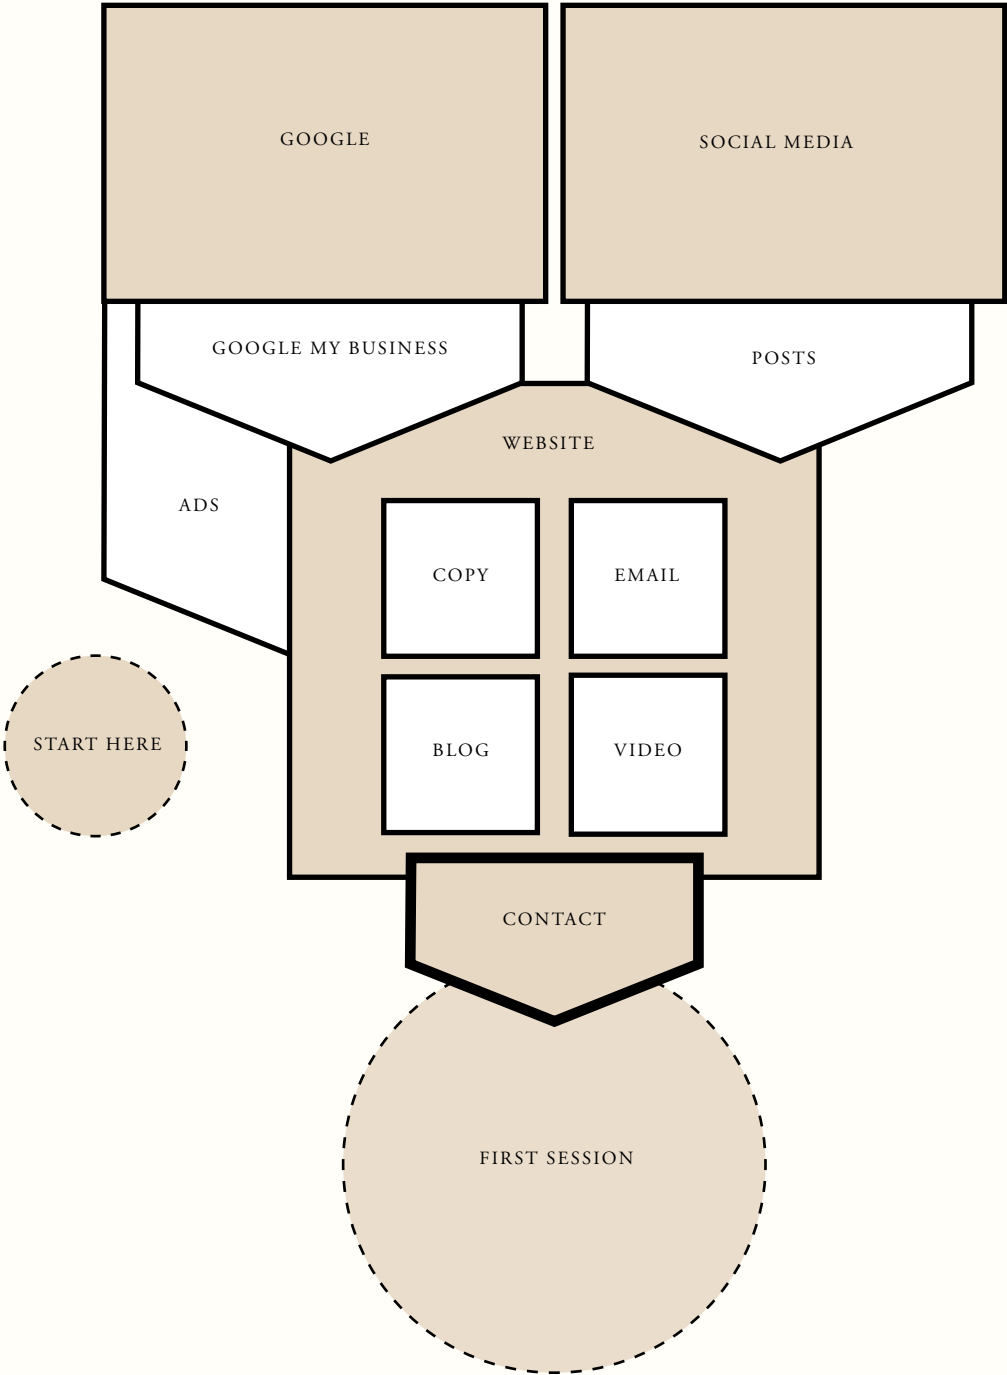 GOOGLE
SOCIAL MEDIA
GOOGLE MY BUSINESS
POSTS
WEBSITE
ADS
COPY
EMAIL
START HERE
BLOG
VIDEO
CONTACT
FIRST SESSION